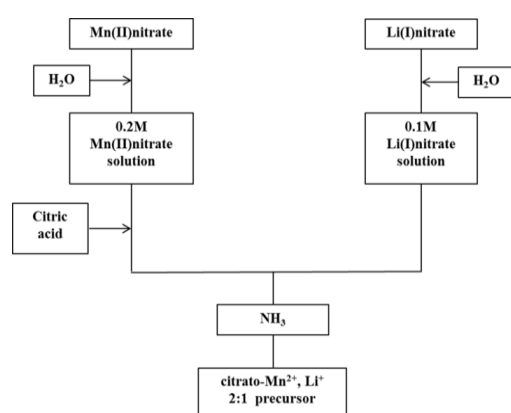 Mn(II)nitrate
Li(I)nitrate
H₂O
H₂O
0.2M
Mn(II)nitrate
solution
0.1M
Li(I)nitrate
solution
Citric
acid
NH₃
citrato-Mn²⁺, Li⁺
2:1 precursor